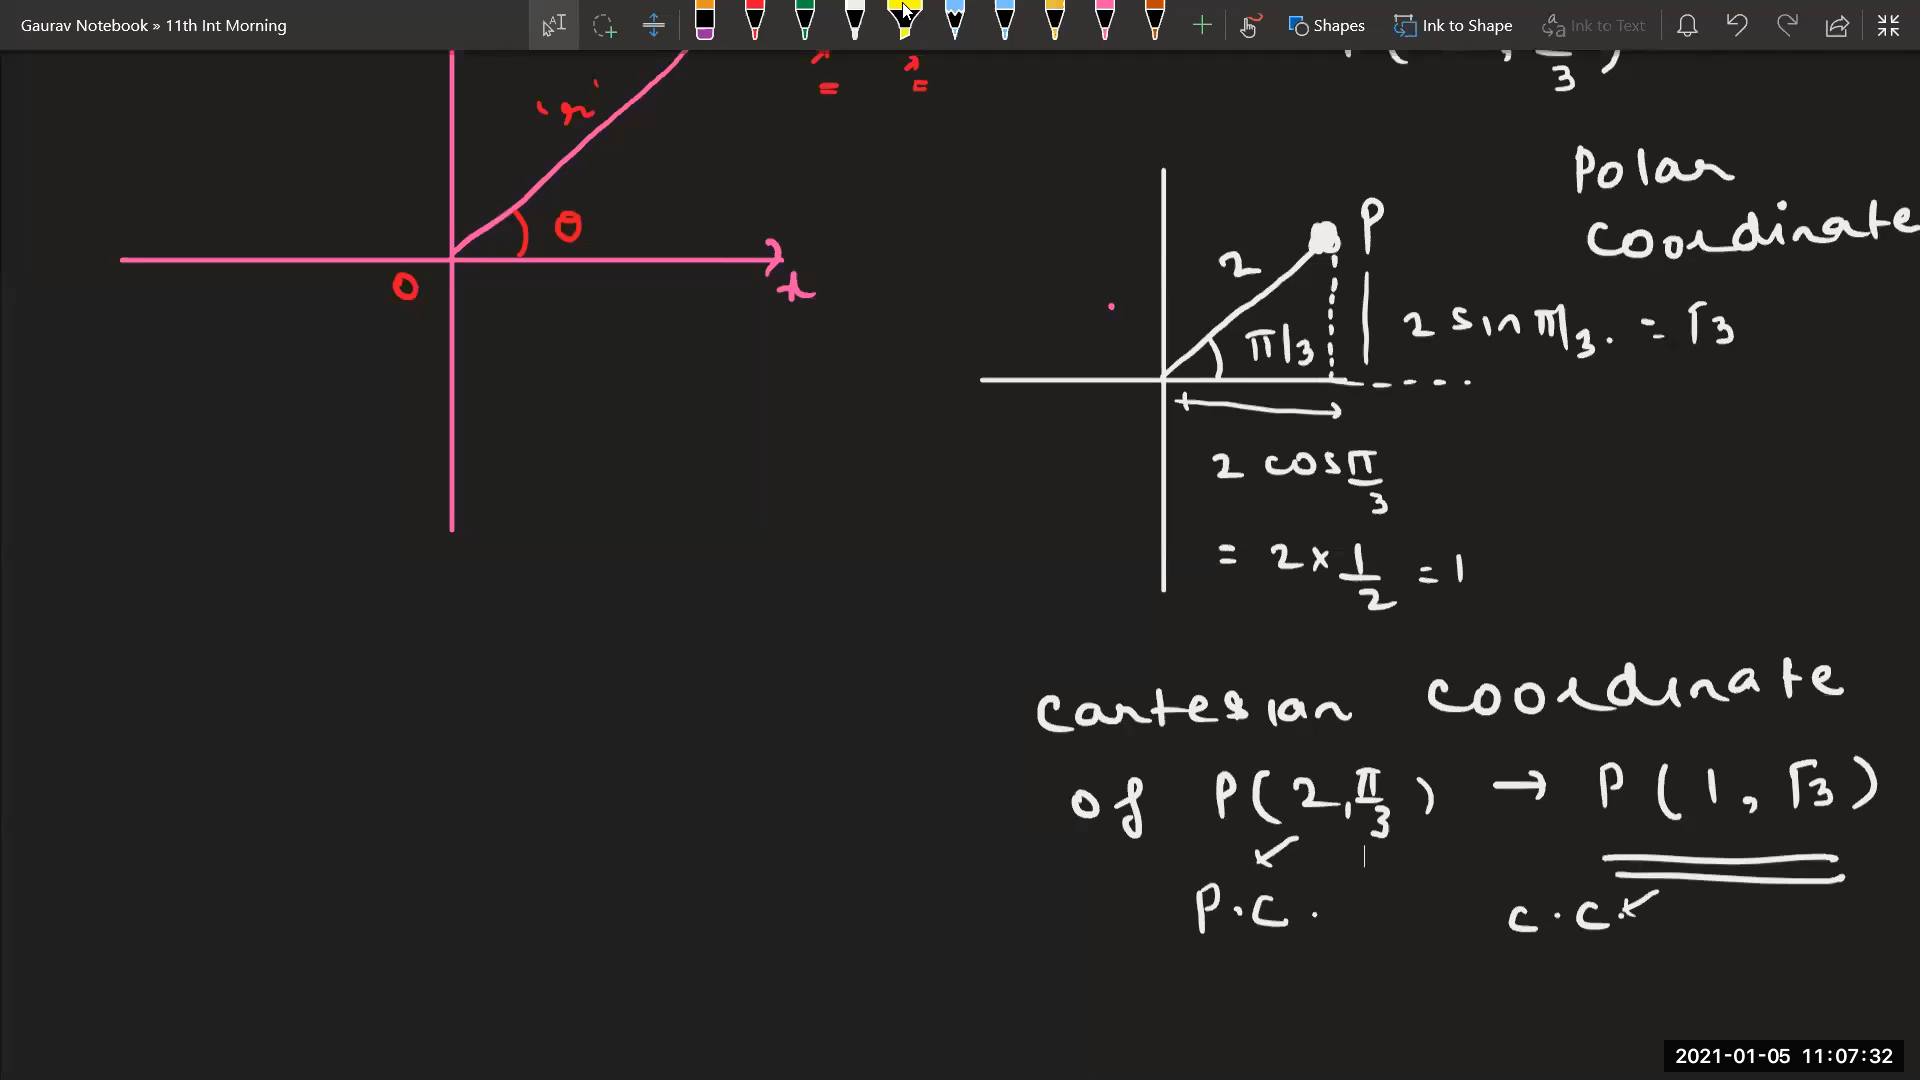 Gaurav Notebook » 11th Int Morning
Shapes
Ink to Shape
Ink to Text
'r'
θ
O
x
3
Polar
coordinate
P
2
π/3
2 sin π/3. = √3
2 cos π/3
= 2 × 1/2 = 1
cartesian coordinate
of P(2, π/3) → P(1, √3)
P.C.
C.C.
2021-01-05 11:07:32